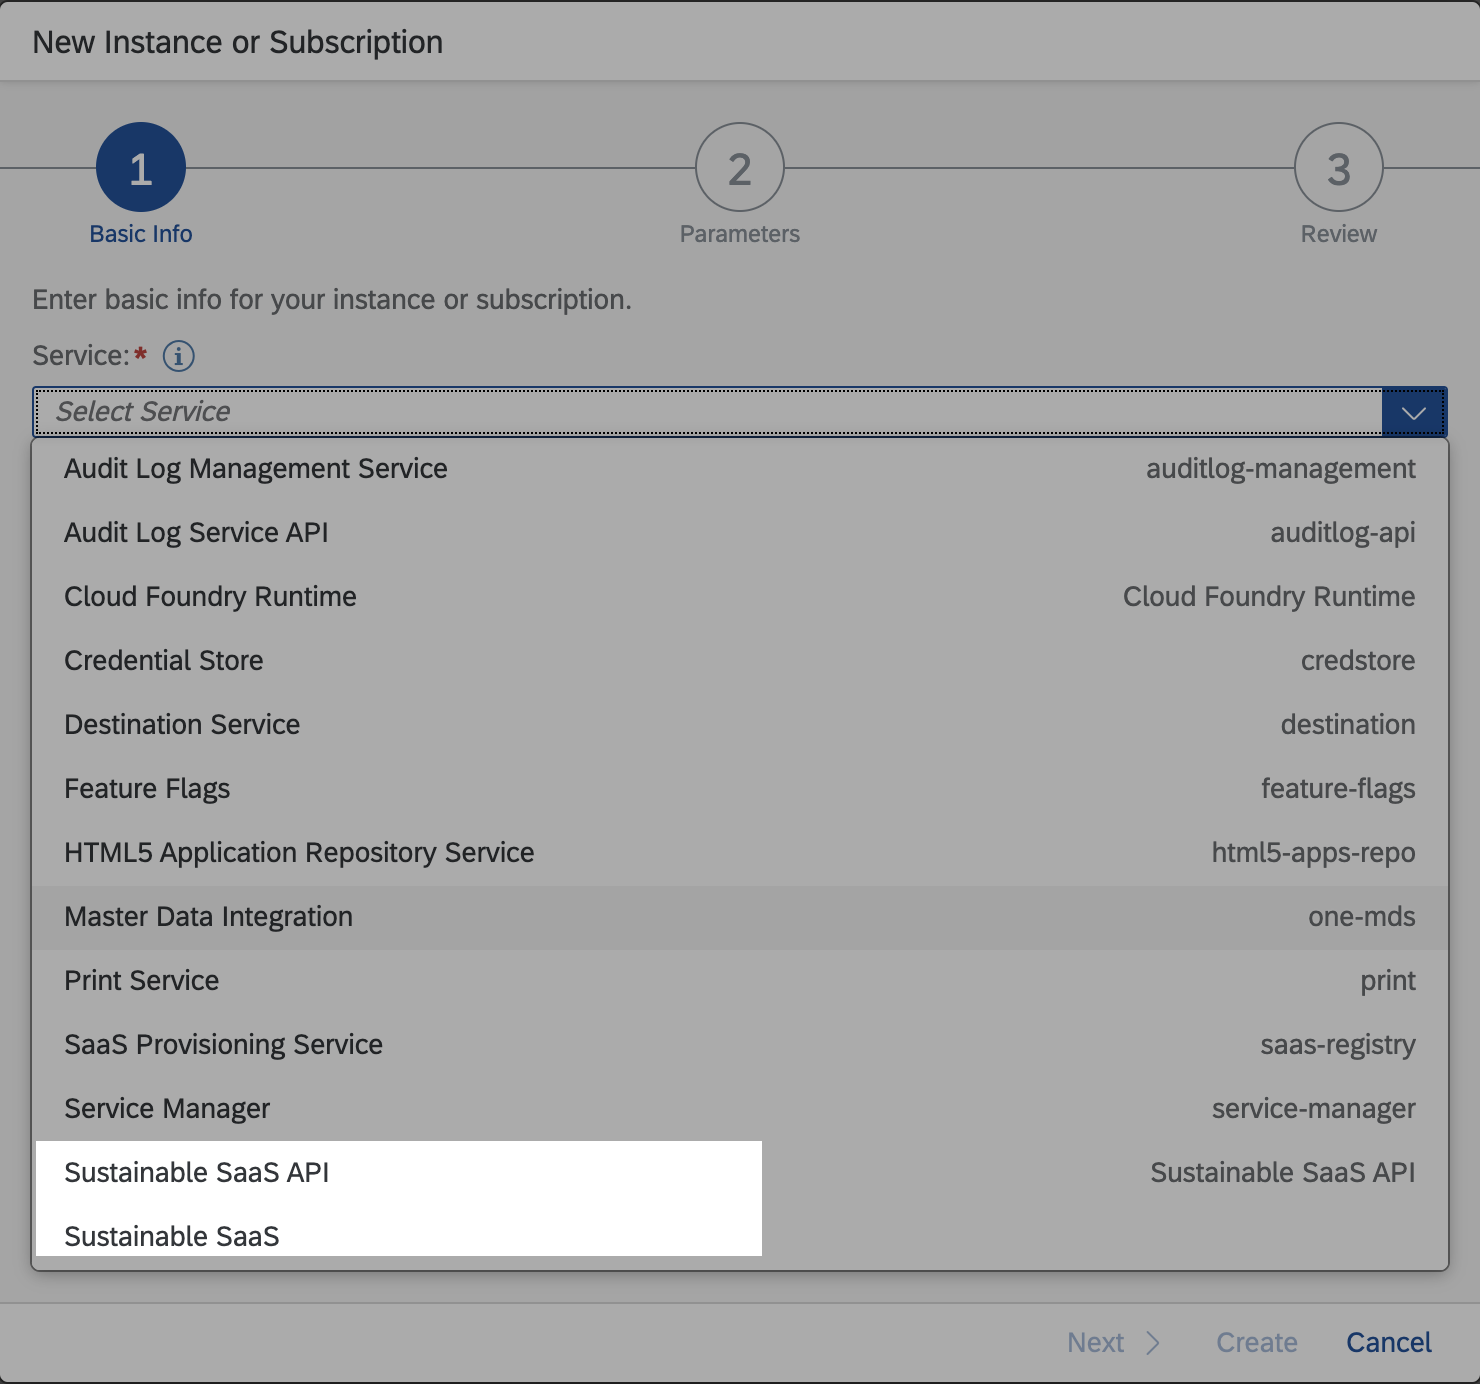 New Instance or Subscription
1
2
3
Basic Info
Parameters
Review
Enter basic info for your instance or subscription.
Service:*
Select Service
Audit Log Management Service auditlog-management
Audit Log Service API auditlog-api
Cloud Foundry Runtime Cloud Foundry Runtime
Credential Store credstore
Destination Service destination
Feature Flags feature-flags
HTML5 Application Repository Service html5-apps-repo
Master Data Integration one-mds
Print Service print
SaaS Provisioning Service saas-registry
Service Manager service-manager
Sustainable SaaS API Sustainable SaaS API
Sustainable SaaS
Next Create Cancel